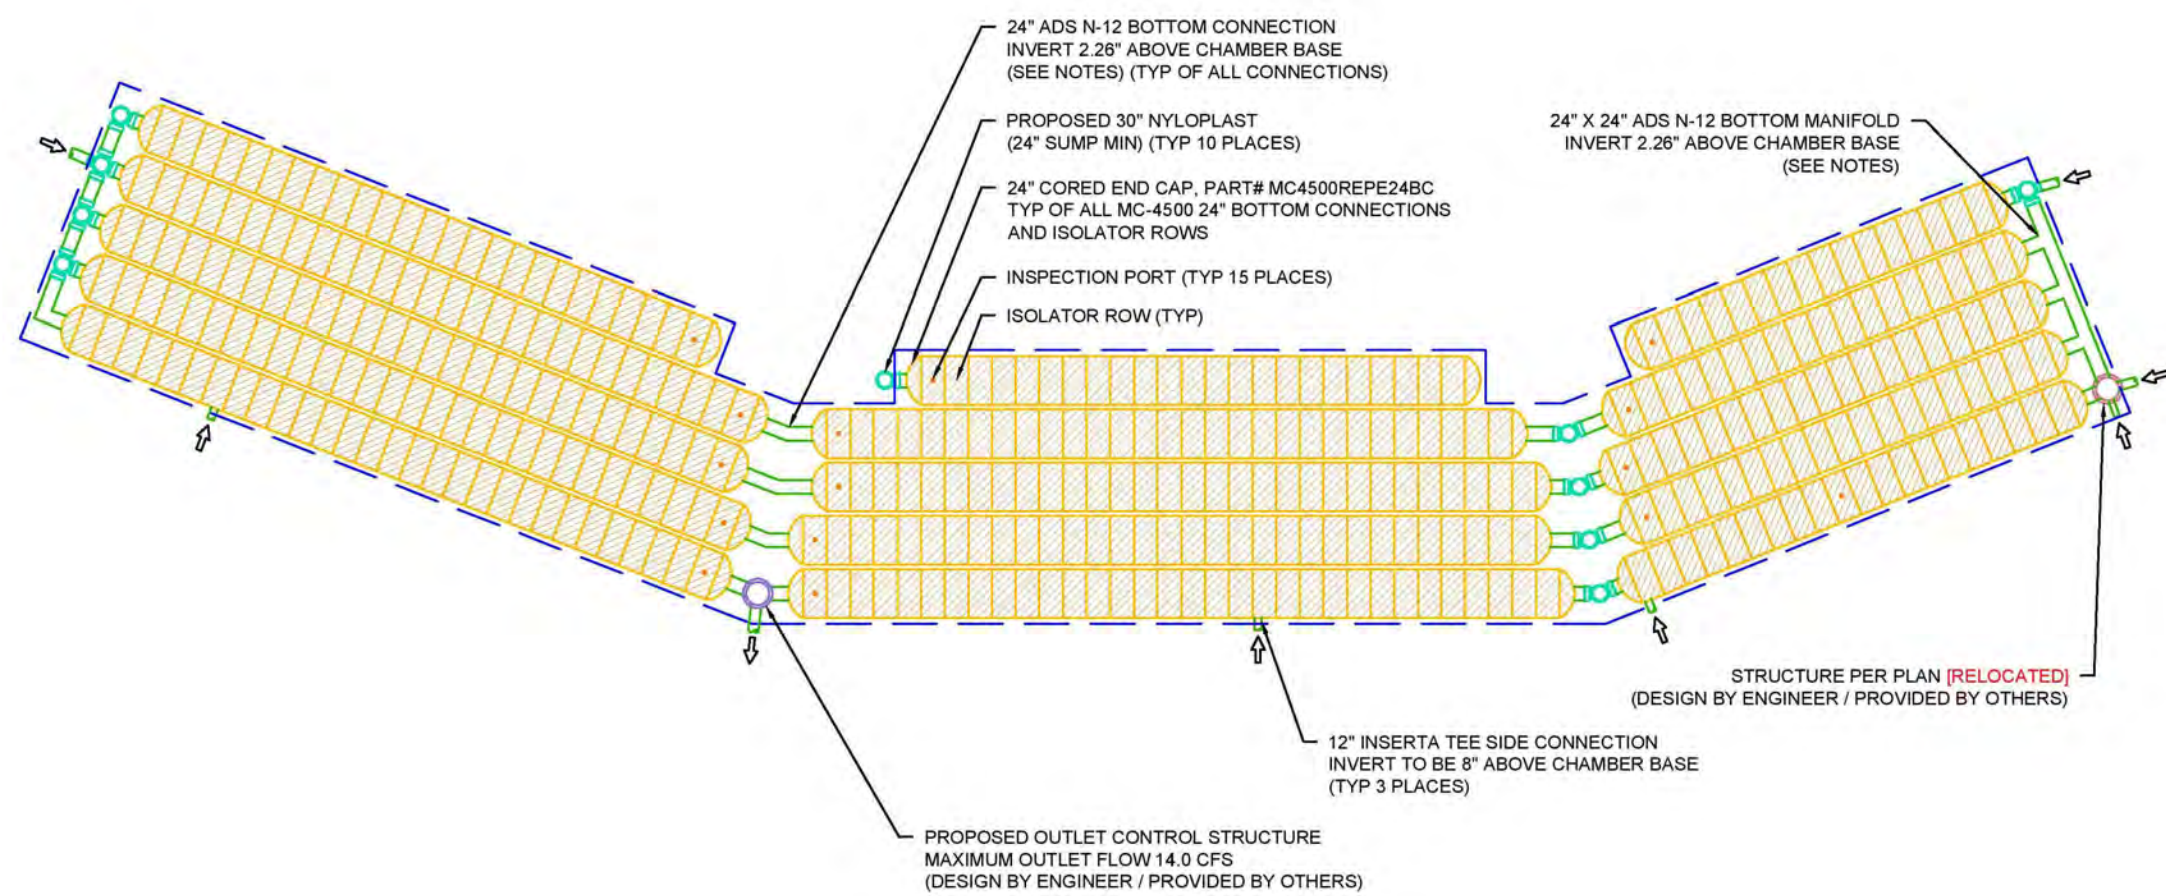 24" ADS N-12 BOTTOM CONNECTION
INVERT 2.26" ABOVE CHAMBER BASE
(SEE NOTES) (TYP OF ALL CONNECTIONS)
PROPOSED 30" NYLOPLAST
(24" SUMP MIN) (TYP 10 PLACES)
24" X 24" ADS N-12 BOTTOM MANIFOLD
INVERT 2.26" ABOVE CHAMBER BASE
(SEE NOTES)
24" CORED END CAP, PART# MC4500REPE24BC
TYP OF ALL MC-4500 24" BOTTOM CONNECTIONS
AND ISOLATOR ROWS
INSPECTION PORT (TYP 15 PLACES)
ISOLATOR ROW (TYP)
STRUCTURE PER PLAN [RELOCATED]
(DESIGN BY ENGINEER / PROVIDED BY OTHERS)
12" INSERTA TEE SIDE CONNECTION
INVERT TO BE 8" ABOVE CHAMBER BASE
(TYP 3 PLACES)
PROPOSED OUTLET CONTROL STRUCTURE
MAXIMUM OUTLET FLOW 14.0 CFS
(DESIGN BY ENGINEER / PROVIDED BY OTHERS)